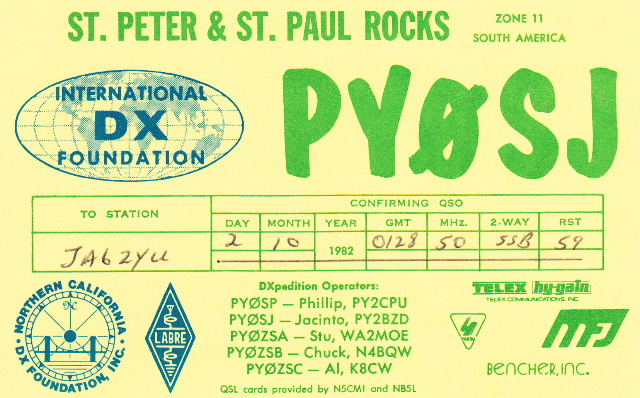 ST. PETER & ST. PAUL ROCKS
ZONE 11
SOUTH AMERICA
INTERNATIONAL
DX
FOUNDATION
PYØSJ
TO STATION
CONFIRMING QSO
DAY MONTH YEAR GMT MHz. 2-WAY RST
JA6ZYU
2 10 1982 0128 50 SSB 59
NORTHERN CALIFORNIA
• DX FOUNDATION, INC. •
LABRE
DXpedition Operators:
PYØSP — Phillip, PY2CPU
PYØSJ — Jacinto, PY2BZD
PYØZSA — Stu, WA2MOE
PYØZSB — Chuck, N4BQW
PYØZSC — Al, K8CW
QSL cards provided by N5CMI and NB5L
TELEX hy-gain
TELEX COMMUNICATIONS, INC.
MFJ
BENCHER, INC.